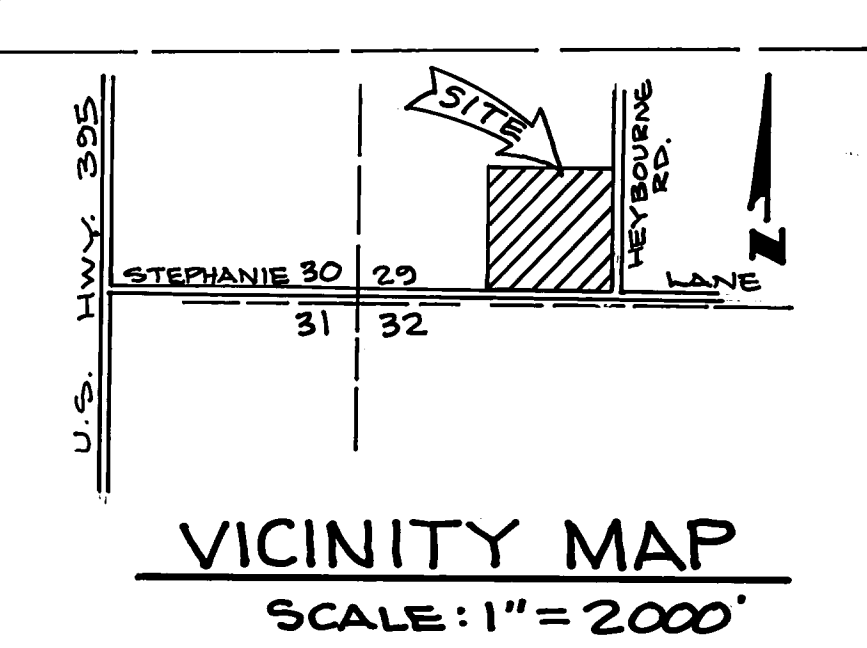 SITE
U.S. HWY. 395
HEYBOURNE
RD.
N
STEPHANIE 30 29 LANE
31 32
VICINITY MAP
SCALE: 1" = 2000'